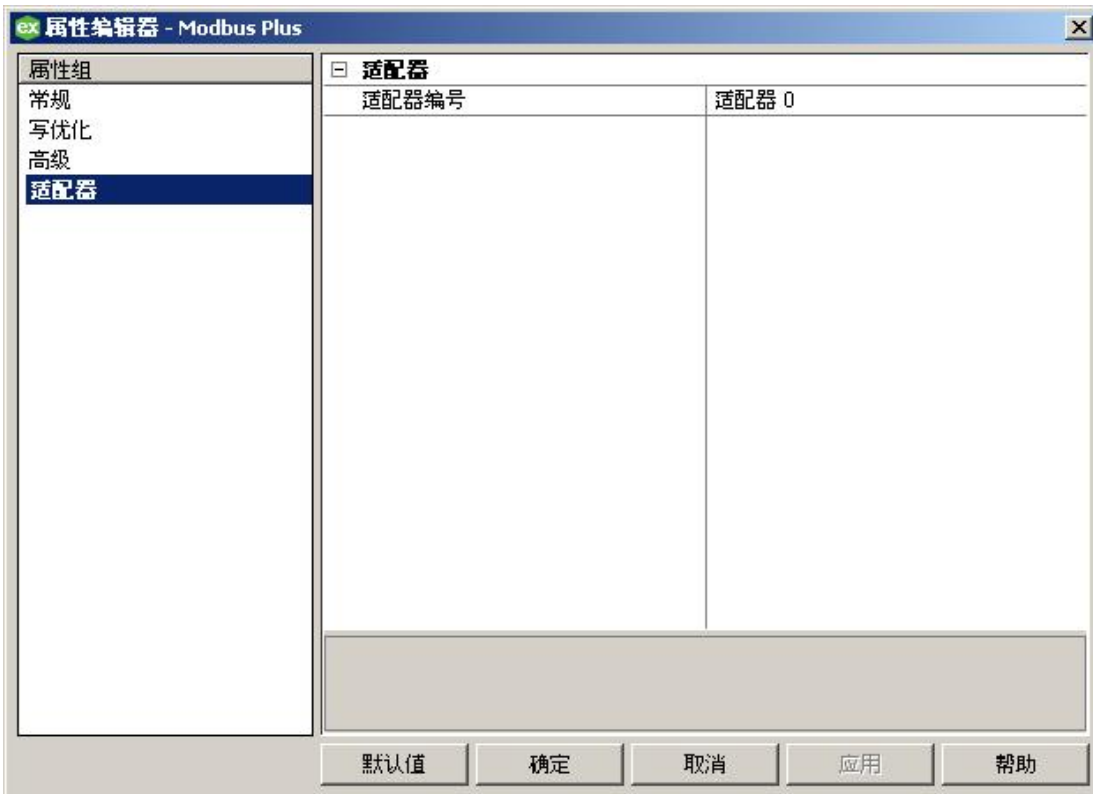 ex 属性编辑器 - Modbus Plus
属性组
常规
写优化
高级
适配器
适配器
适配器编号 适配器 0
默认值 确定 取消 应用 帮助